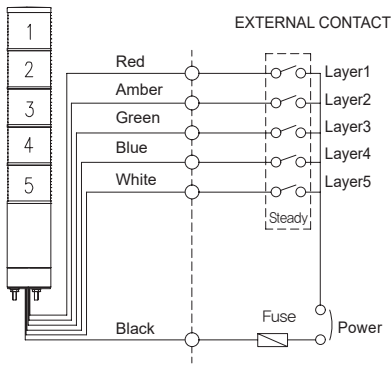 EXTERNAL CONTACT
1
2
3
4
5
Red
Amber
Green
Blue
White
Black
Layer1
Layer2
Layer3
Layer4
Layer5
Steady
Fuse
Power